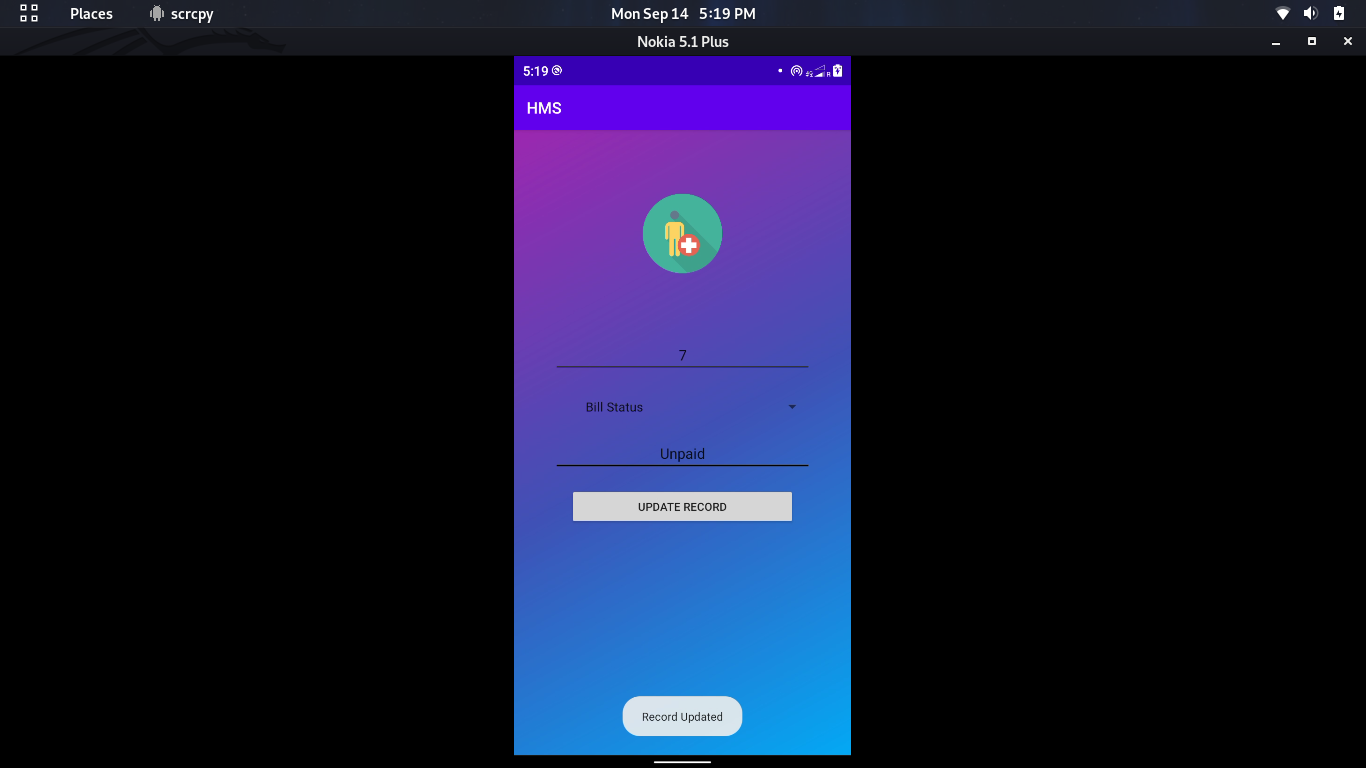 Places scrcpy Mon Sep 14 5:19 PM
Nokia 5.1 Plus
5:19
HMS
7
Bill Status
Unpaid
UPDATE RECORD
Record Updated